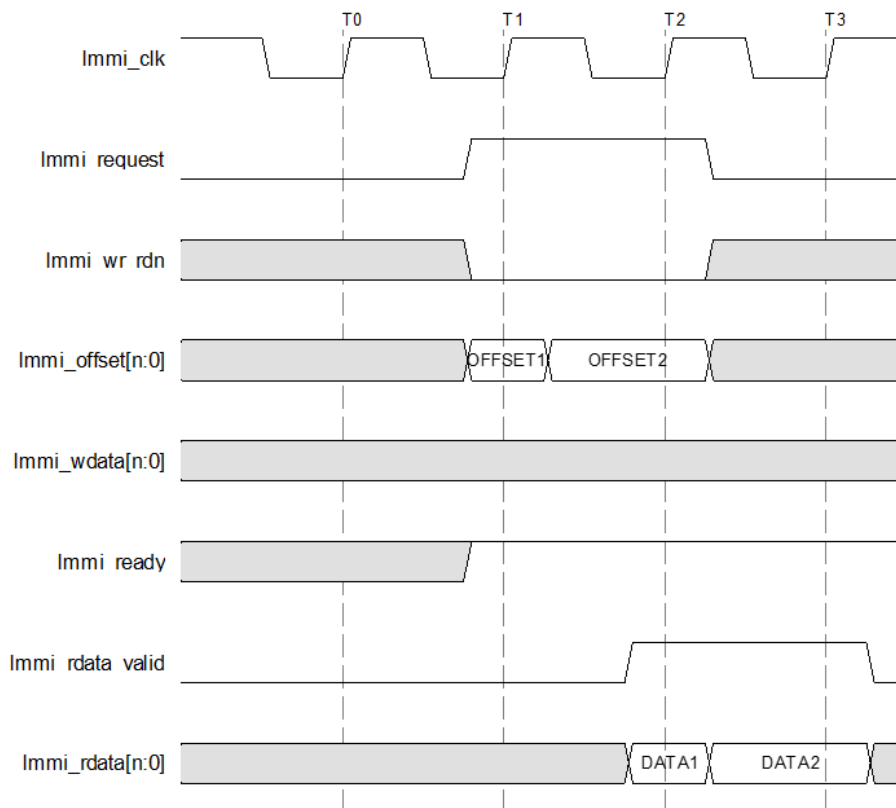 T0 T1 T2 T3
lmmi_clk
lmmi request
lmmi wr rdn
lmmi_offset[n:0] OFFSET1 OFFSET2
lmmi_wdata[n:0]
lmmi ready
lmmi rdata valid
lmmi_rdata[n:0] DATA1 DATA2